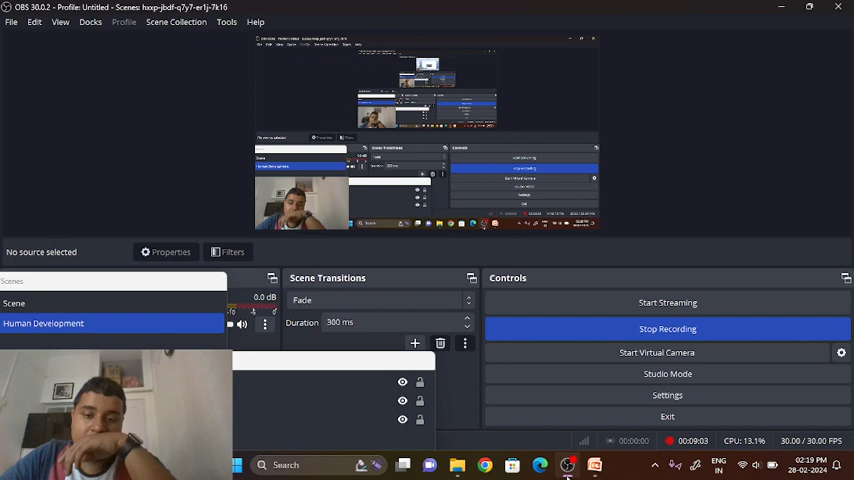 OBS 30.0.2 - Profile: Untitled - Scenes: hxxp-jbdf-q7y7-er1j-7k16
File Edit View Docks Profile Scene Collection Tools Help
No source selected Properties Filters
Scenes
Scene
Human Development
0.0 dB
-10 -5 0
Scene Transitions
Fade
Duration 300 ms
Controls
Start Streaming
Stop Recording
Start Virtual Camera
Studio Mode
Settings
Exit
00:00:00 00:09:03 CPU: 13.1% 30.00 / 30.00 FPS
Search
ENG
IN
02:19 PM
28-02-2024